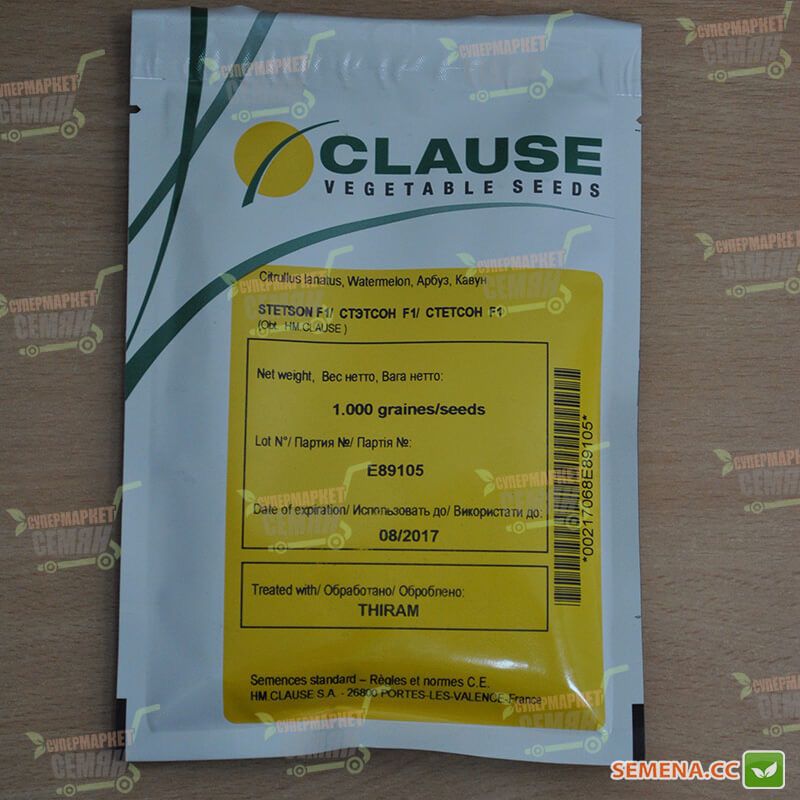 CLAUSE
VEGETABLE SEEDS
Citrullus lanatus, Watermelon, Арбуз, Кавун
STETSON F1/ СТЭТСОН F1/ СТЕТСОН F1
(Obt. HM.CLAUSE )
Net weight, Вес нетто, Вага нетто:
1.000 graines/seeds
Lot N°/ Партия №/ Партія №:
E89105
Date of expiration/ Использовать до/ Використати до:
08/2017
Treated with/ Обработано/ Оброблено:
THIRAM
Semences standard – Règles et normes C.E.
HM.CLAUSE S.A. - 26800 PORTES-LES-VALENCE-France
*00217068E89105*
СУПЕРМАРКЕТ
СЕМЯН
SEMENA.CC